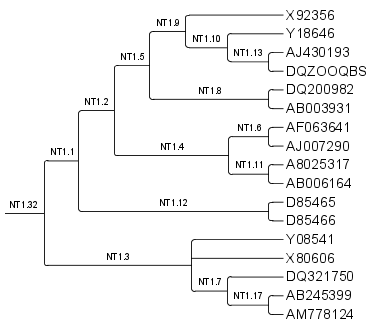 NT1.9
X92356
NT1.10
Y18646
NT1.5
NT1.13
AJ430193
DQZOOQBS
NT1.2
NT1.8
DQ200982
AB003931
NT1.6
AF063641
NT1.4
AJ007290
NT1.1
NT1.11
A8025317
AB006164
NT1.32
NT1.12
D85465
D85466
NT1.3
Y08541
X80606
NT1.7
DQ321750
NT1.17
AB245399
AM778124